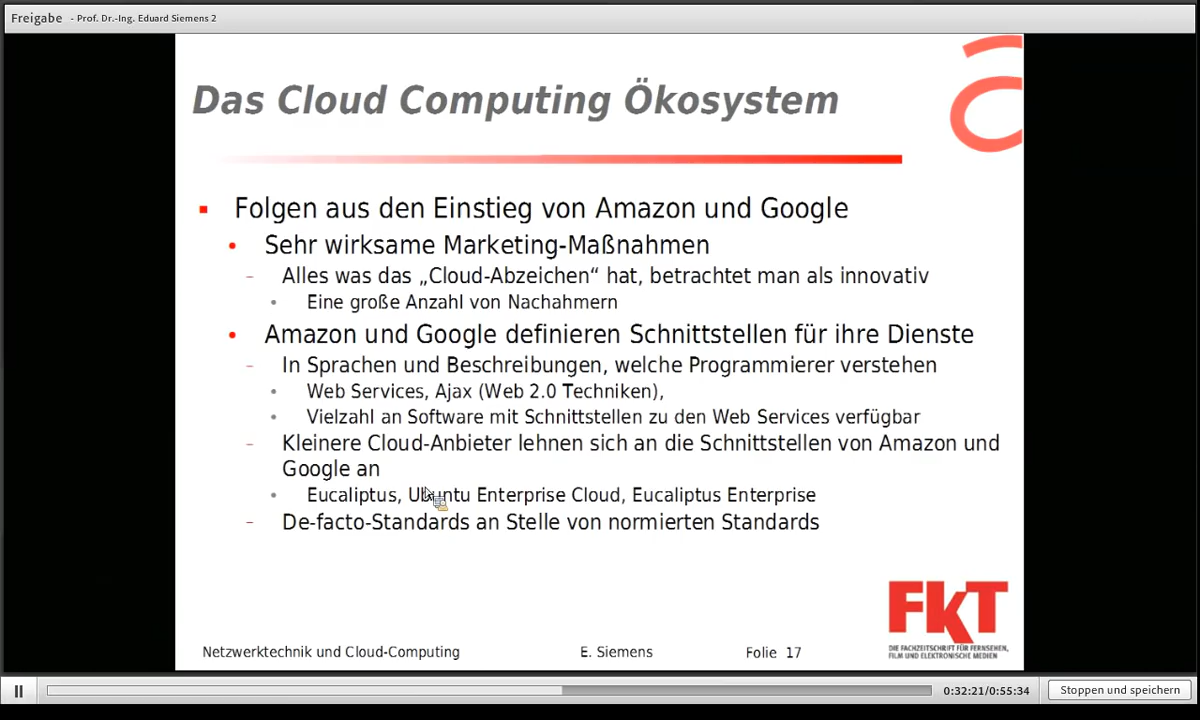 Freigabe - Prof. Dr.-Ing. Eduard Siemens 2
Das Cloud Computing Ökosystem
Folgen aus den Einstieg von Amazon und Google
Sehr wirksame Marketing-Maßnahmen
– Alles was das „Cloud-Abzeichen“ hat, betrachtet man als innovativ
Eine große Anzahl von Nachahmern
Amazon und Google definieren Schnittstellen für ihre Dienste
– In Sprachen und Beschreibungen, welche Programmierer verstehen
Web Services, Ajax (Web 2.0 Techniken),
Vielzahl an Software mit Schnittstellen zu den Web Services verfügbar
– Kleinere Cloud-Anbieter lehnen sich an die Schnittstellen von Amazon und
Google an
Eucaliptus, Ubuntu Enterprise Cloud, Eucaliptus Enterprise
– De-facto-Standards an Stelle von normierten Standards
FKT
DIE FACHZEITSCHRIFT FÜR FERNSEHEN,
FILM UND ELEKTRONISCHE MEDIEN
Netzwerktechnik und Cloud-Computing E. Siemens Folie 17
0:32:21/0:55:34 Stoppen und speichern